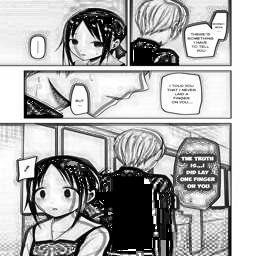 THERE'S
SOMETHING
I HAVE
TO TELL
YOU
I TOLD YOU
THAT I NEVER
LAID A
FINGER
ON YOU...
BUT
...
THE TRUTH
IS...I
DID LAY
ONE FINGER
ON YOU